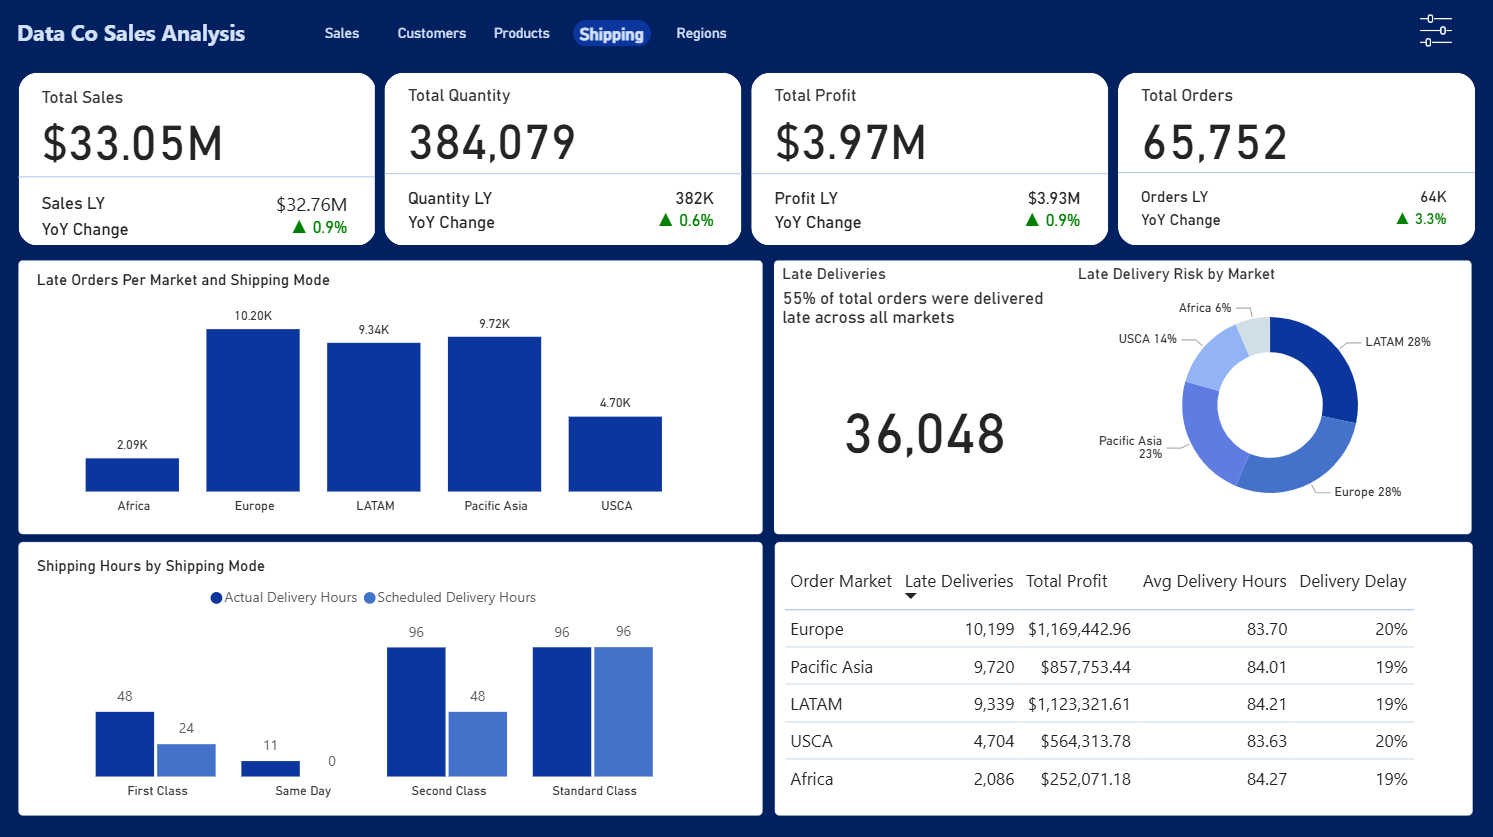 Data Co Sales Analysis
Sales
Customers
Products
Shipping
Regions
Total Sales
$33.05M
Sales LY
$32.76M
YoY Change
▲ 0.9%
Total Quantity
384,079
Quantity LY
382K
YoY Change
▲ 0.6%
Total Profit
$3.97M
Profit LY
$3.93M
YoY Change
▲ 0.9%
Total Orders
65,752
Orders LY
64K
YoY Change
▲ 3.3%
Late Orders Per Market and Shipping Mode
2.09K
10.20K
9.34K
9.72K
4.70K
Africa
Europe
LATAM
Pacific Asia
USCA
Late Deliveries
55% of total orders were delivered
late across all markets
36,048
Late Delivery Risk by Market
Africa 6%
USCA 14%
LATAM 28%
Pacific Asia
23%
Europe 28%
Shipping Hours by Shipping Mode
Actual Delivery Hours
Scheduled Delivery Hours
48
24
11
0
96
48
96
96
First Class
Same Day
Second Class
Standard Class
Order Market Late Deliveries Total Profit Avg Delivery Hours Delivery Delay
Europe 10,199 $1,169,442.96 83.70 20%
Pacific Asia 9,720 $857,753.44 84.01 19%
LATAM 9,339 $1,123,321.61 84.21 19%
USCA 4,704 $564,313.78 83.63 20%
Africa 2,086 $252,071.18 84.27 19%